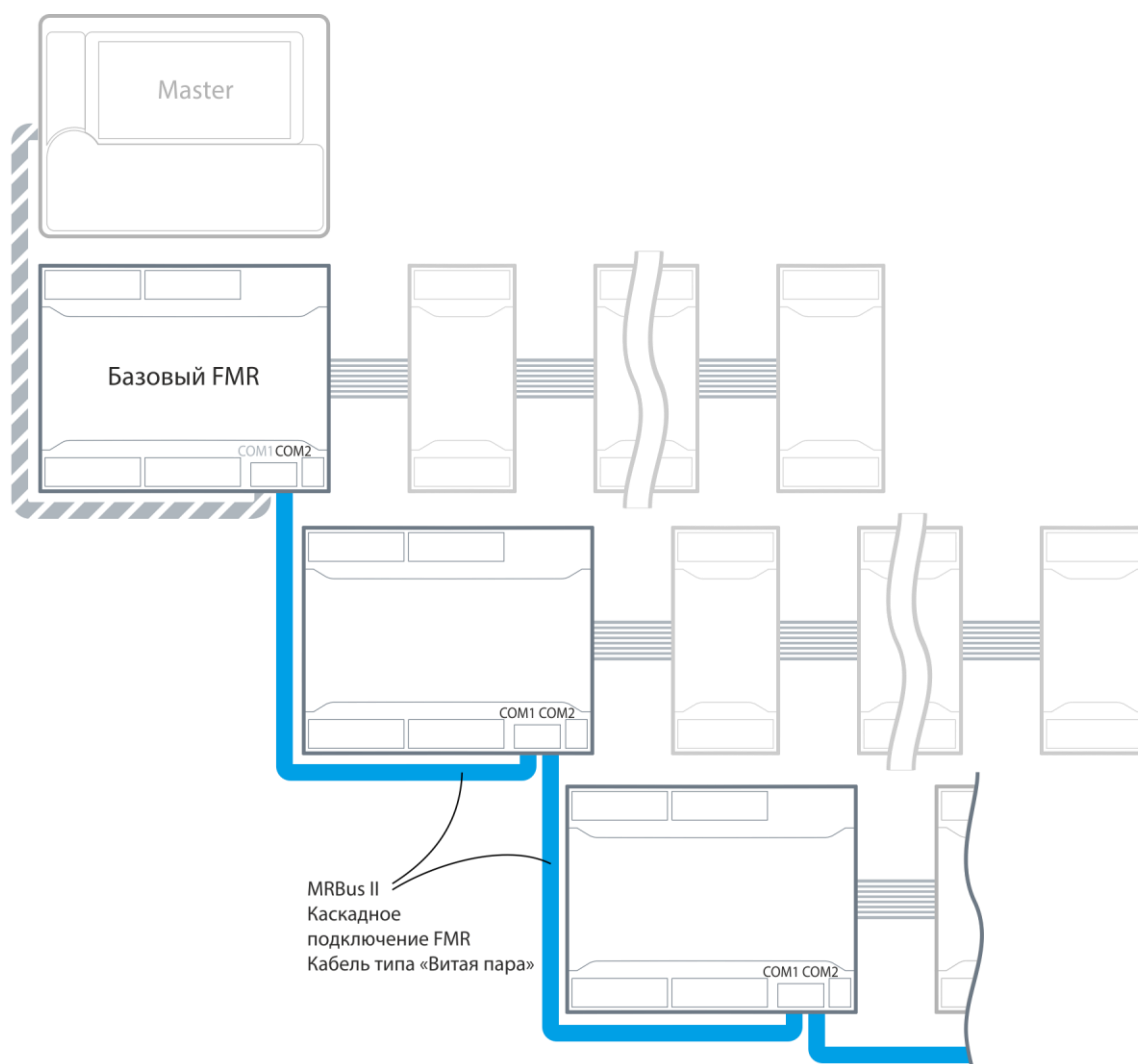 Master
Базовый FMR
COM1 COM2
COM1 COM2
MRBus II
Каскадное
подключение FMR
Кабель типа «Витая пара»
COM1 COM2